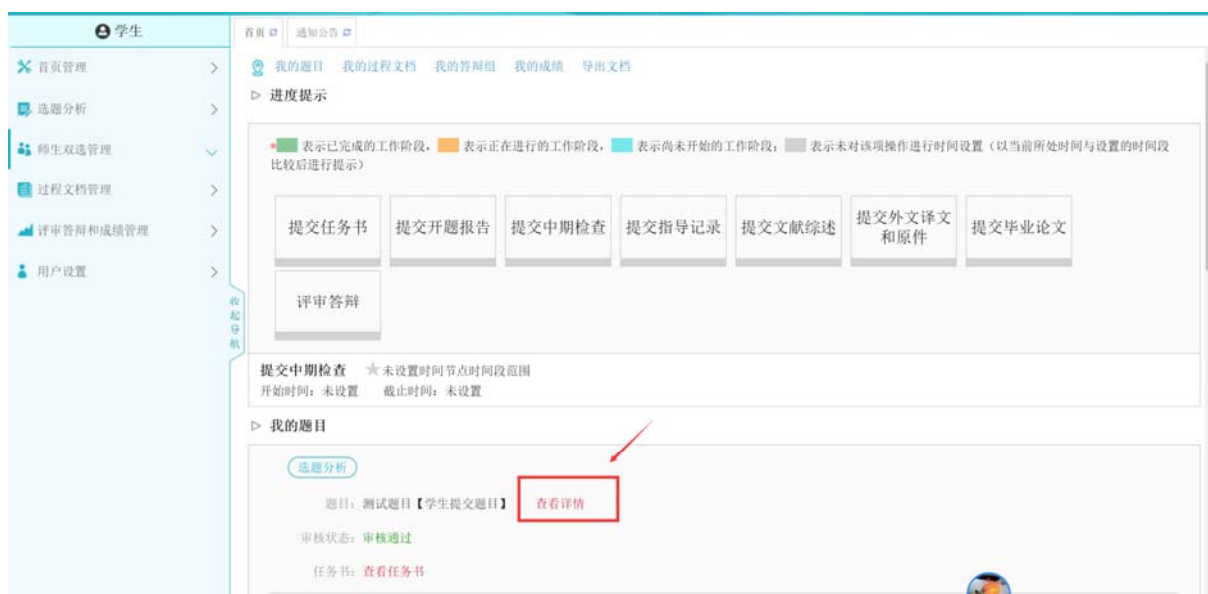 学生
首页 通知公告
首页管理
选题分析
师生双选管理
过程文档管理
评审答辩和成绩管理
用户设置
收起导航
我的题目 我的过程文档 我的答辩组 我的成绩 导出文档
进度提示
* 表示已完成的工作阶段， 表示正在进行的工作阶段， 表示尚未开始的工作阶段； 表示未对该项操作进行时间设置（以当前所处时间与设置的时间段
比较后进行提示）
提交任务书 提交开题报告 提交中期检查 提交指导记录 提交文献综述 提交外文译文
和原件 提交毕业论文
评审答辩
提交中期检查 未设置时间节点时间段范围
开始时间：未设置 截止时间：未设置
我的题目
选题分析
题目：测试题目【学生提交题目】 查看详情
审核状态：审核通过
任务书：查看任务书